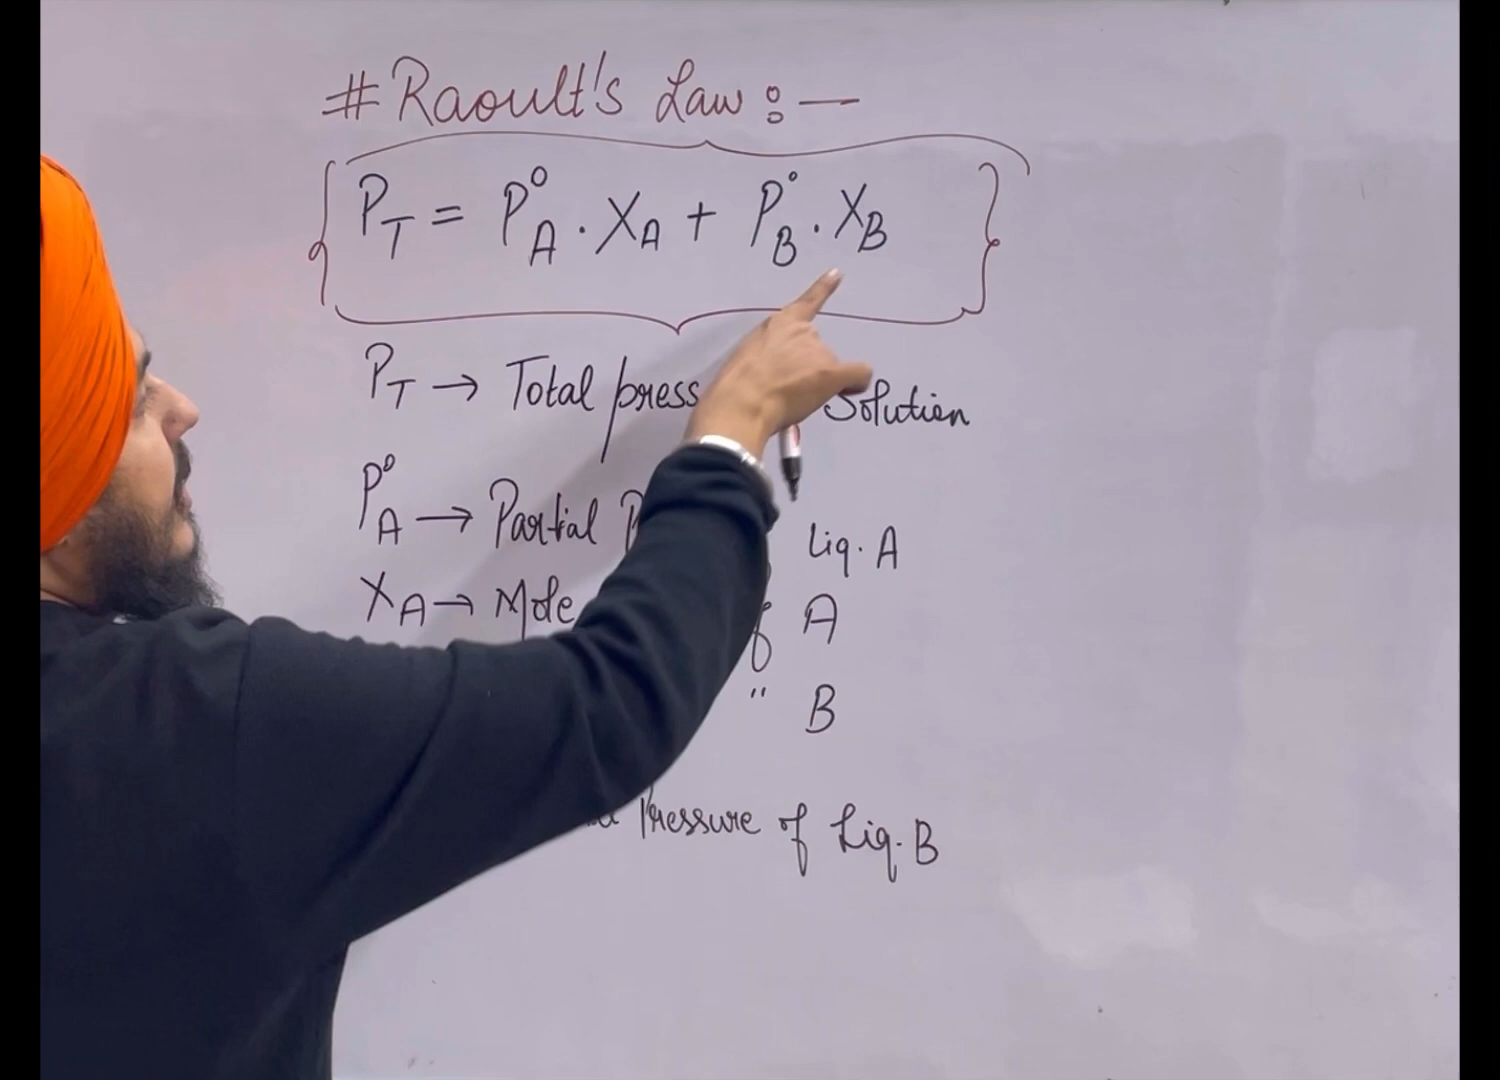 # Raoult's Law :—
P_T = P°_A . X_A + P°_B . X_B
P_T → Total press Solution
P°_A → Partial Liq. A
X_A → Mole A
" B
Pressure of Liq. B